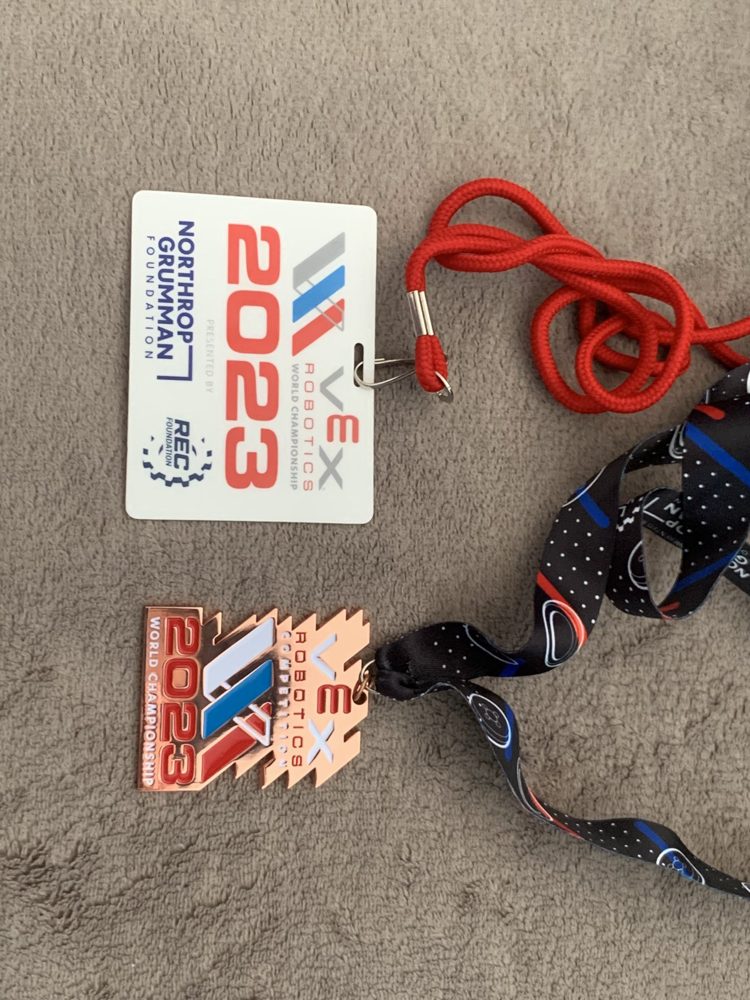 VEX
ROBOTICS
WORLD CHAMPIONSHIP
2023
PRESENTED BY
NORTHROP
GRUMMAN
FOUNDATION
REC
FOUNDATION
VEX
ROBOTICS
COMPETITION
2023
WORLD CHAMPIONSHIP